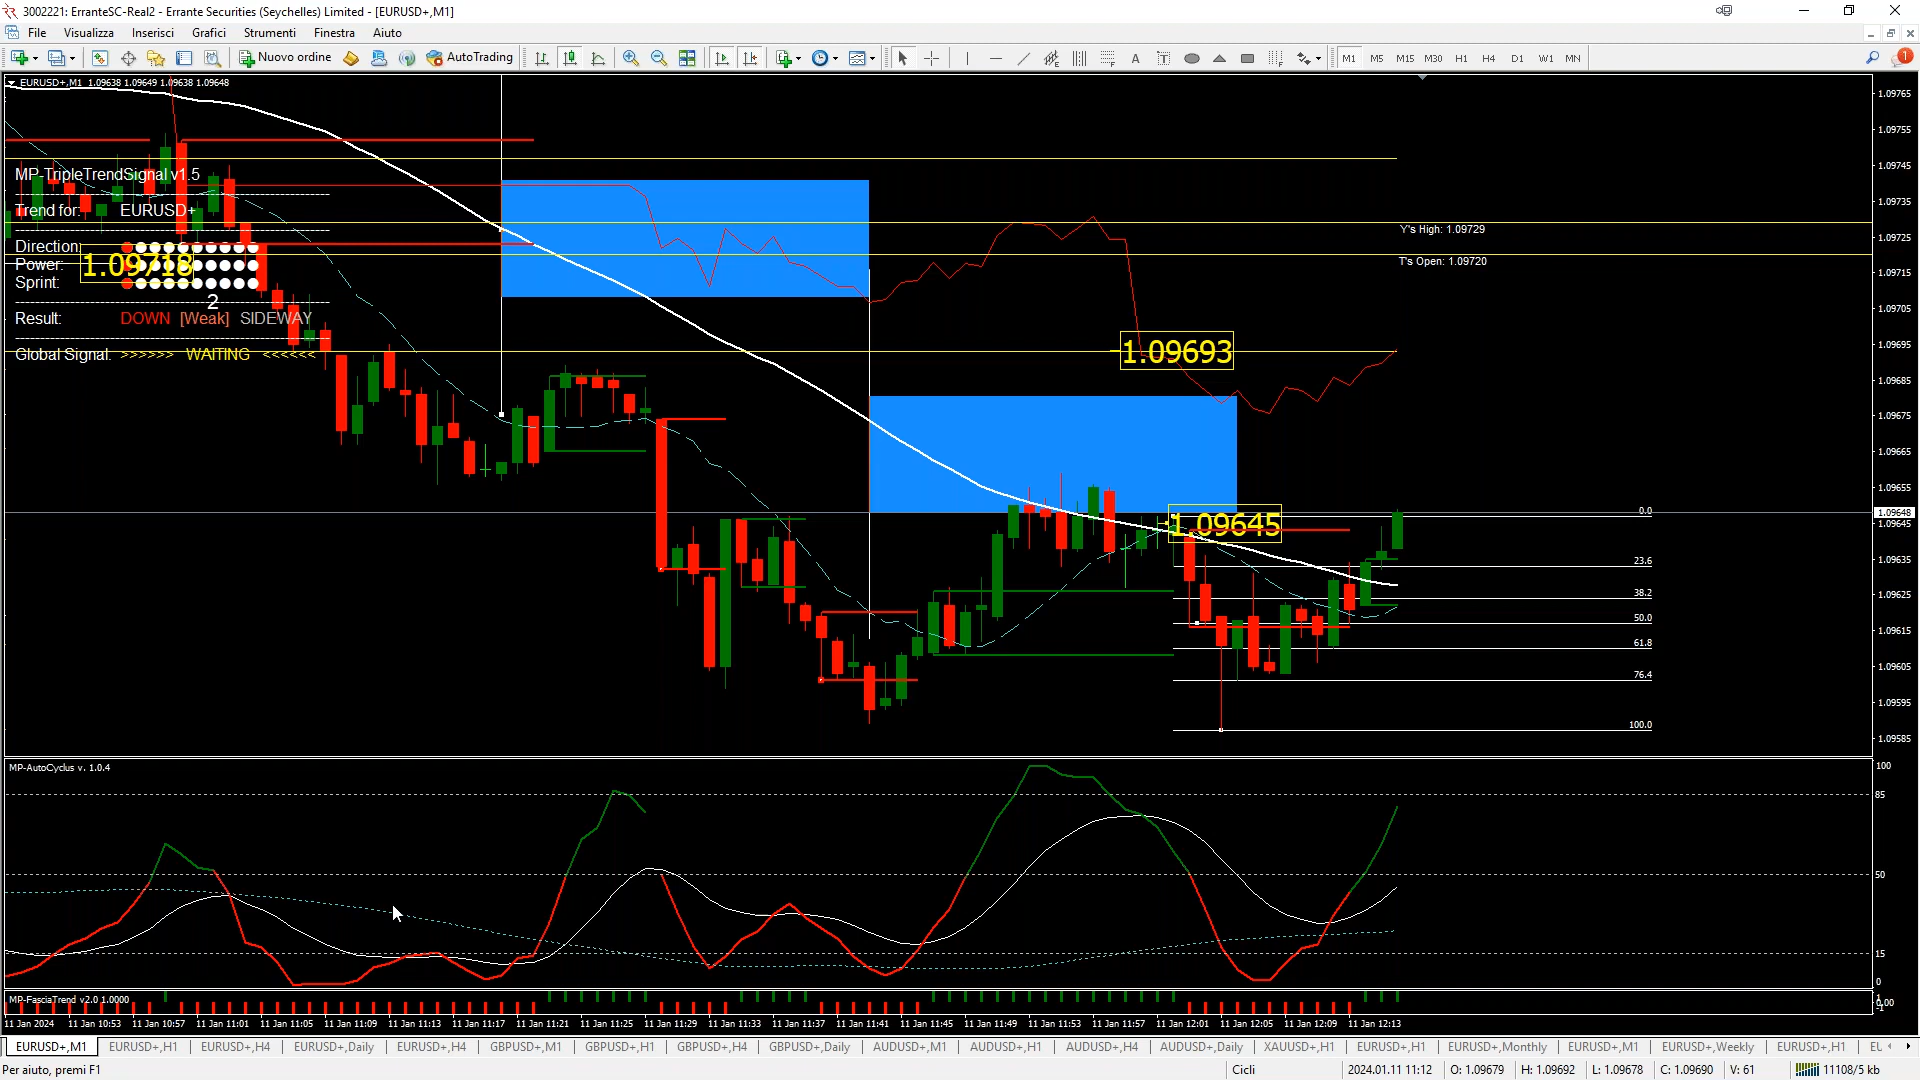 3002221: ErranteSC-Real2 - Errante Securities (Seychelles) Limited - [EURUSD+,M1]
File Visualizza Inserisci Grafici Strumenti Finestra Aiuto
Nuovo ordine AutoTrading M1 M5 M15 M30 H1 H4 D1 W1 MN 1
EURUSD+,M1 1.09638 1.09649 1.09638 1.09648
1.09765
1.09755
1.09745
MP-TripleTrendSignal v1.5
1.09735
Trend for: EURUSD+
Y's High: 1.09729
1.09725
Direction:
T's Open: 1.09720
Power: 1.09718
1.09715
Sprint:
2
1.09705
Result: DOWN [Weak] SIDEWAY
1.09695
Global Signal: >>>>>> WAITING <<<<<<
1.09693
1.09685
1.09675
1.09665
1.09655
0.0
1.09648
1.09645
1.09645
23.6
1.09635
38.2
1.09625
50.0
1.09615
61.8
1.09605
76.4
1.09595
100.0
1.09585
MP-AutoCyclus v. 1.0.4
100
85
50
15
0
MP-FasciaTrend v2.0 1.0000
11 Jan 2024 11 Jan 10:53 11 Jan 10:57 11 Jan 11:01 11 Jan 11:05 11 Jan 11:09 11 Jan 11:13 11 Jan 11:17 11 Jan 11:21 11 Jan 11:25 11 Jan 11:29 11 Jan 11:33 11 Jan 11:37 11 Jan 11:41 11 Jan 11:45 11 Jan 11:49 11 Jan 11:53 11 Jan 11:57 11 Jan 12:01 11 Jan 12:05 11 Jan 12:09 11 Jan 12:13
EURUSD+,M1 EURUSD+,H1 EURUSD+,H4 EURUSD+,Daily EURUSD+,H4 GBPUSD+,M1 GBPUSD+,H1 GBPUSD+,H4 GBPUSD+,Daily AUDUSD+,M1 AUDUSD+,H1 AUDUSD+,H4 AUDUSD+,Daily XAUUSD+,H1 EURUSD+,H1 EURUSD+,Monthly EURUSD+,M1 EURUSD+,Weekly EURUSD+,H1
Per aiuto, premi F1 Cicli 2024.01.11 11:12 O: 1.09679 H: 1.09692 L: 1.09678 C: 1.09690 V: 61 11108/5 kb